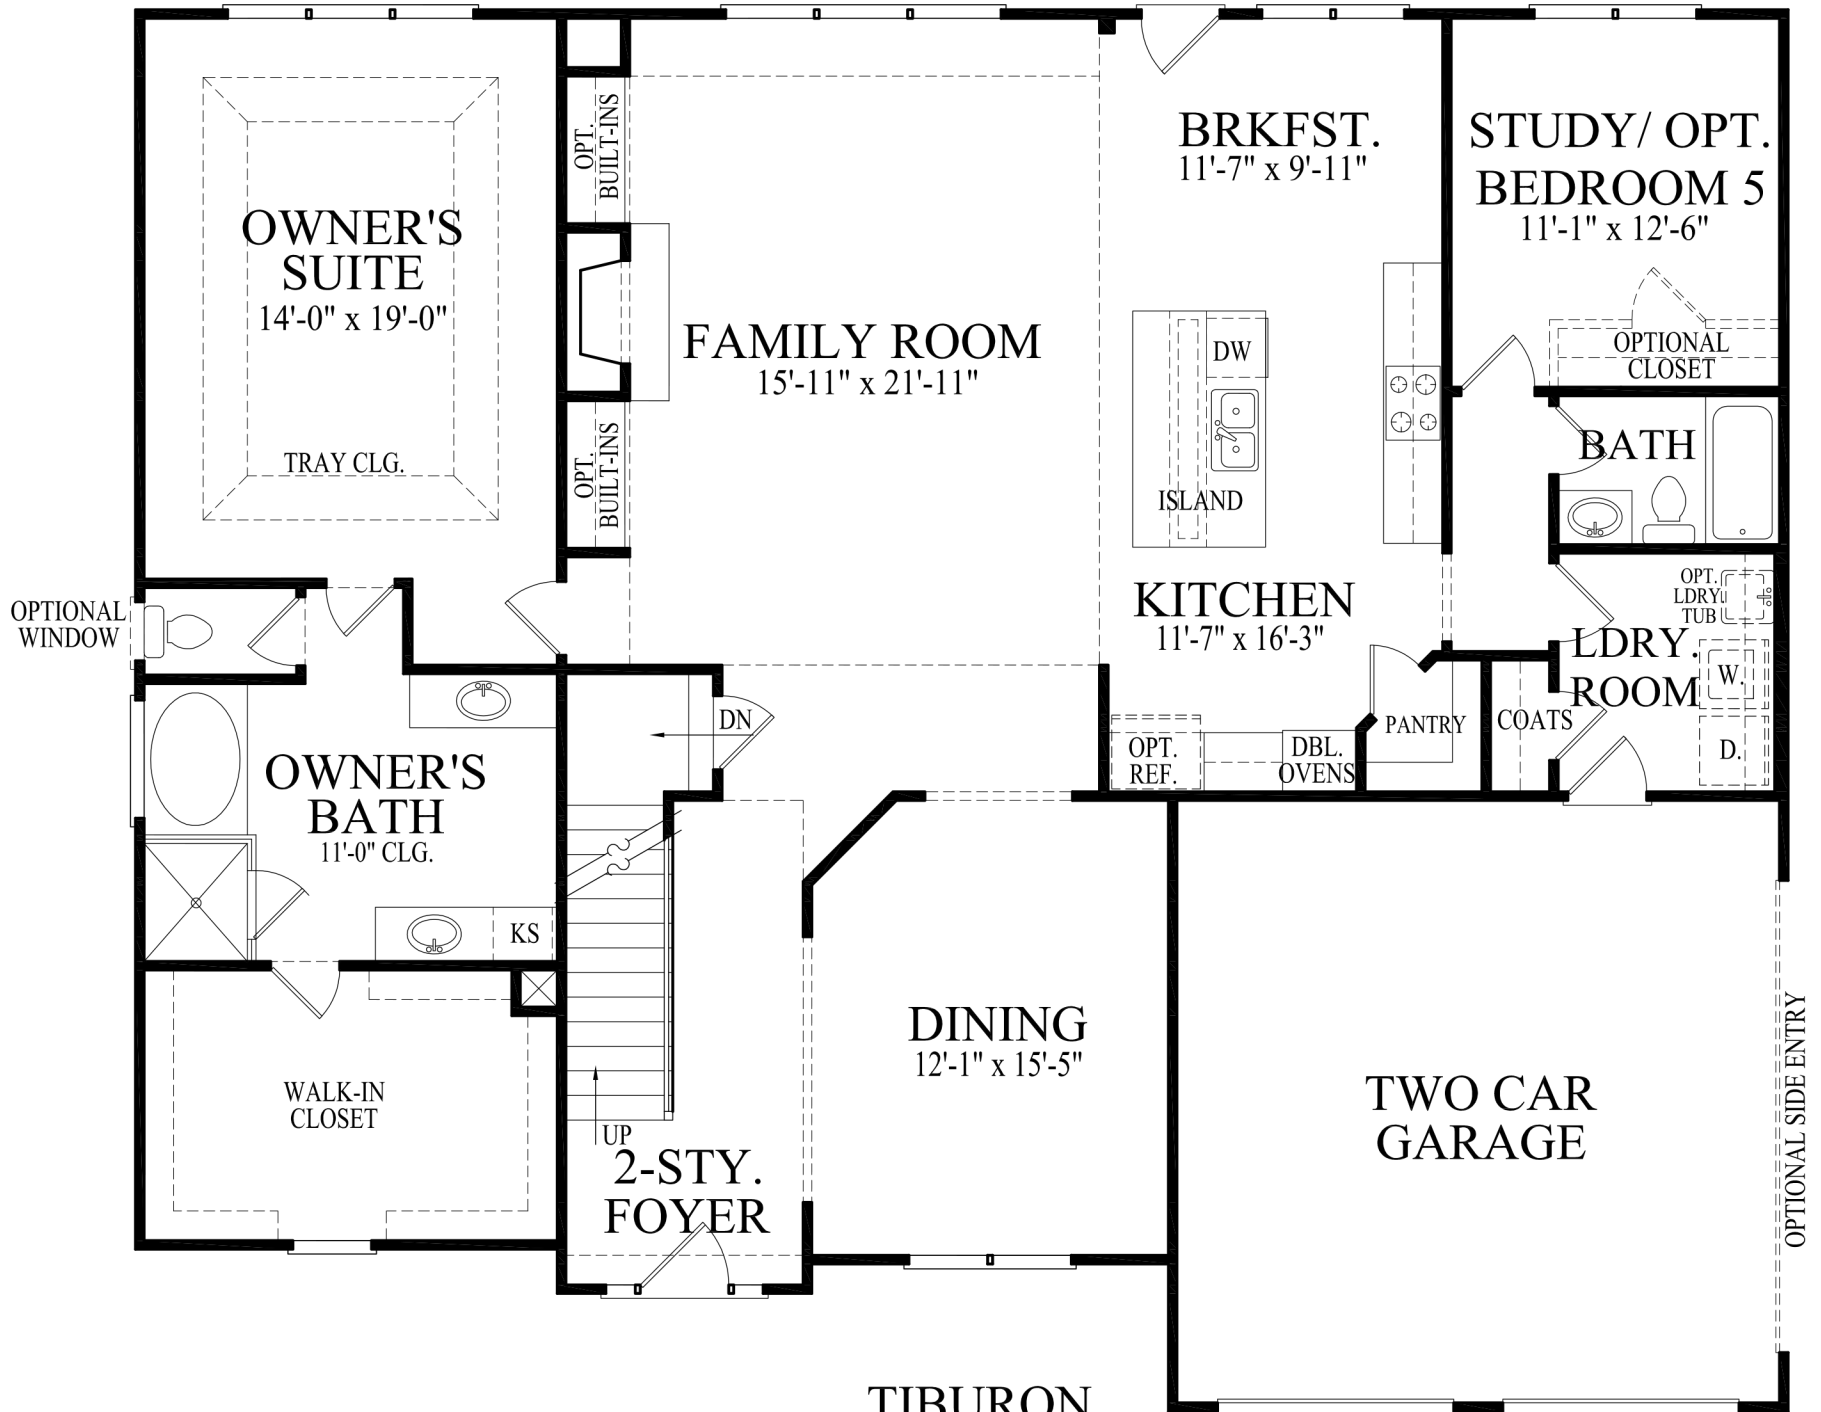 BRKFST.
11'-7" x 9'-11"
STUDY/ OPT.
BEDROOM 5
11'-1" x 12'-6"
OPT.
BUILT-INS
OWNER'S
SUITE
14'-0" x 19'-0"
TRAY CLG.
FAMILY ROOM
15'-11" x 21'-11"
DW
OPTIONAL
CLOSET
OPT.
BUILT-INS
ISLAND
BATH
OPTIONAL
WINDOW
KITCHEN
11'-7" x 16'-3"
OPT.
LDRY.
TUB
LDRY.
ROOM
W.
D.
DN
OPT.
REF.
DBL.
OVENS
PANTRY
COATS
OWNER'S
BATH
11'-0" CLG.
KS
WALK-IN
CLOSET
UP
2-STY.
FOYER
DINING
12'-1" x 15'-5"
TWO CAR
GARAGE
OPTIONAL SIDE ENTRY
TIBURON